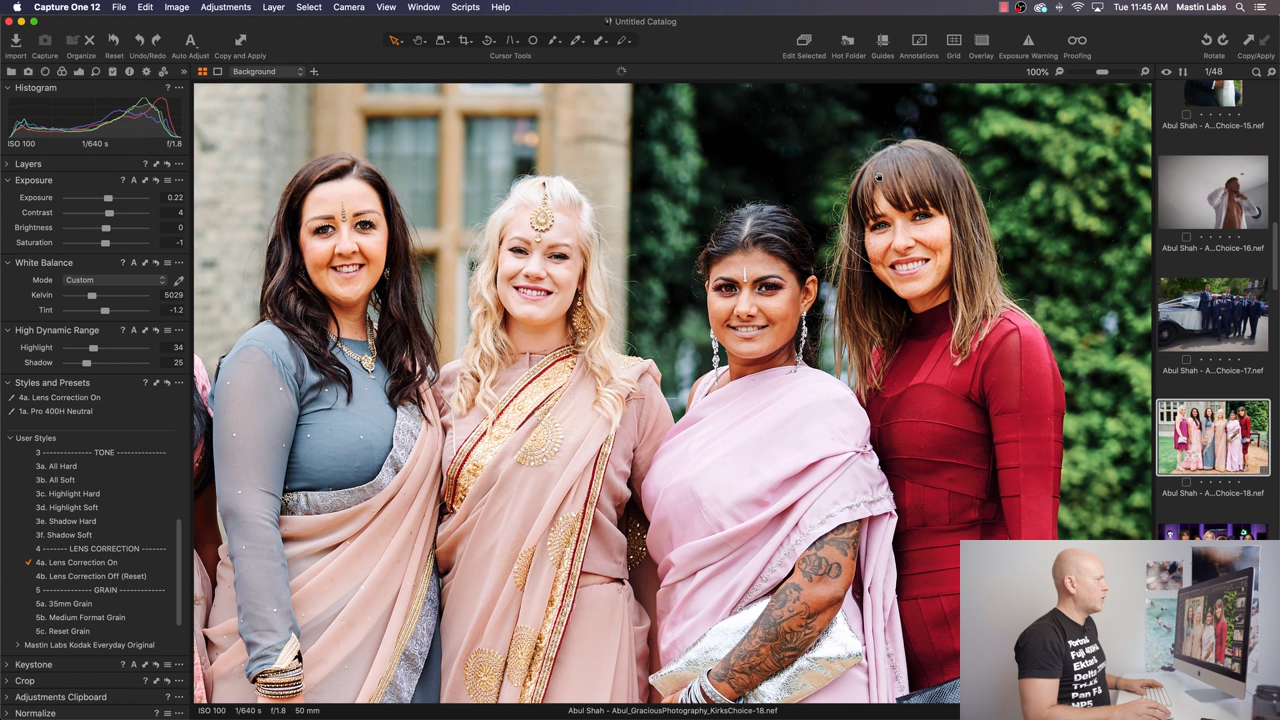 Capture One 12 File Edit Image Adjustments Layer Select Camera View Window Scripts Help
Tue 11:45 AM Mastin Labs
Untitled Catalog
Import Capture Organize Reset Undo/Redo Auto Adjust Copy and Apply
Cursor Tools
Edit Selected Hot Folder Guides Annotations Grid Overlay Exposure Warning Proofing
Rotate Copy/Apply
Background
100%
1/48
Histogram
ISO 100 1/640 s f/1.8
Layers
Exposure
Exposure 0.22
Contrast 4
Brightness 0
Saturation -1
White Balance
Mode Custom
Kelvin 5029
Tint -1.2
High Dynamic Range
Highlight 34
Shadow 25
Styles and Presets
4a. Lens Correction On
1a. Pro 400H Neutral
User Styles
3 -------------- TONE --------------
3a. All Hard
3b. All Soft
3c. Highlight Hard
3d. Highlight Soft
3e. Shadow Hard
3f. Shadow Soft
4 ------- LENS CORRECTION -------
4a. Lens Correction On
4b. Lens Correction Off (Reset)
5 -------------- GRAIN --------------
5a. 35mm Grain
5b. Medium Format Grain
5c. Reset Grain
Mastin Labs Kodak Everyday Original
Keystone
Crop
Adjustments Clipboard
Normalize
ISO 100 1/640 s f/1.8 50 mm
Abul Shah - Abul_GraciousPhotography_KirksChoice-18.nef
Abul Shah - A...Choice-15.nef
Abul Shah - A...Choice-16.nef
Abul Shah - A...Choice-17.nef
Abul Shah - A...Choice-18.nef
Portra
Fuji
Ektar
Delta
Pan F
HP5